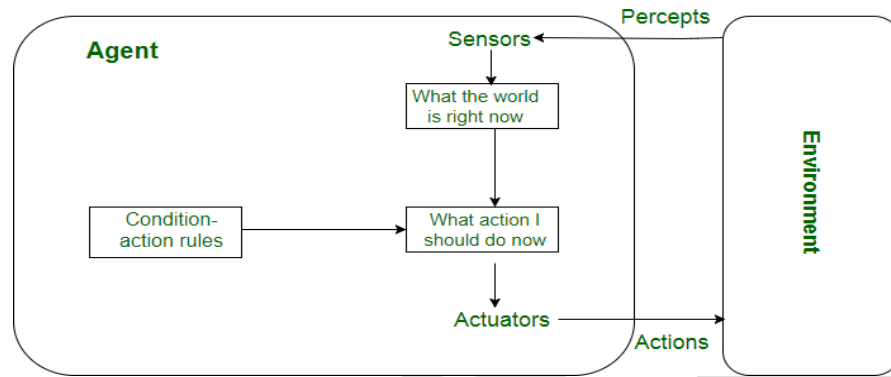 Percepts
Agent
Sensors
What the world
is right now
Environment
Condition-
action rules
What action I
should do now
Actuators
Actions